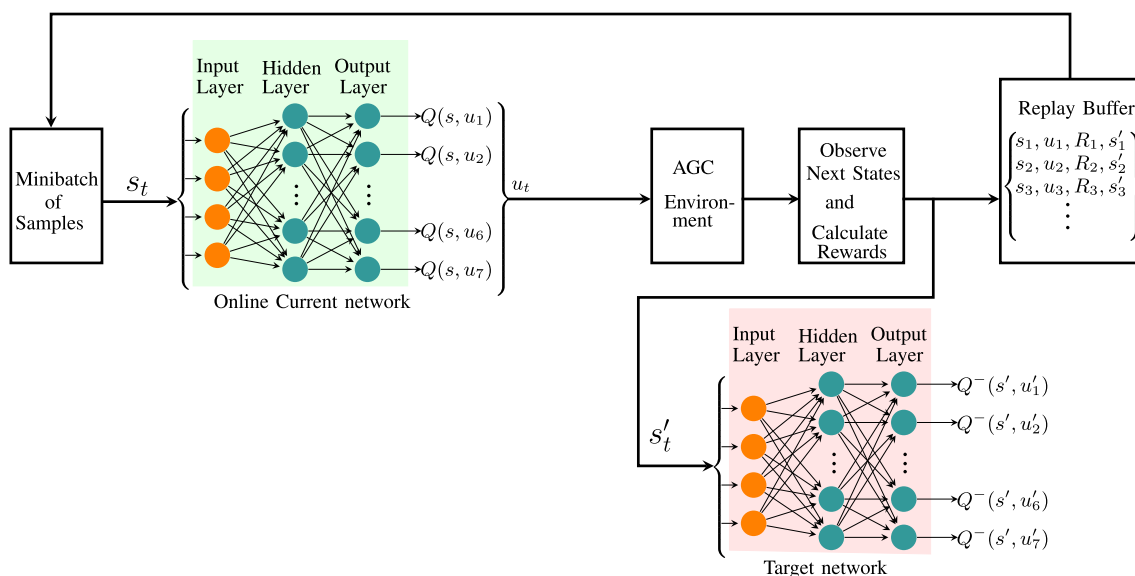 Minibatch
of
Samples
s_t
Input
Layer
Hidden
Layer
Output
Layer
Q(s, u_1)
Q(s, u_2)
Q(s, u_6)
Q(s, u_7)
Online Current network
u_t
AGC
Environ-
ment
Observe
Next States
and
Calculate
Rewards
Replay Buffer
s_1, u_1, R_1, s'_1
s_2, u_2, R_2, s'_2
s_3, u_3, R_3, s'_3
s'_t
Input
Layer
Hidden
Layer
Output
Layer
Q^−(s', u'_1)
Q^−(s', u'_2)
Q^−(s', u'_6)
Q^−(s', u'_7)
Target network